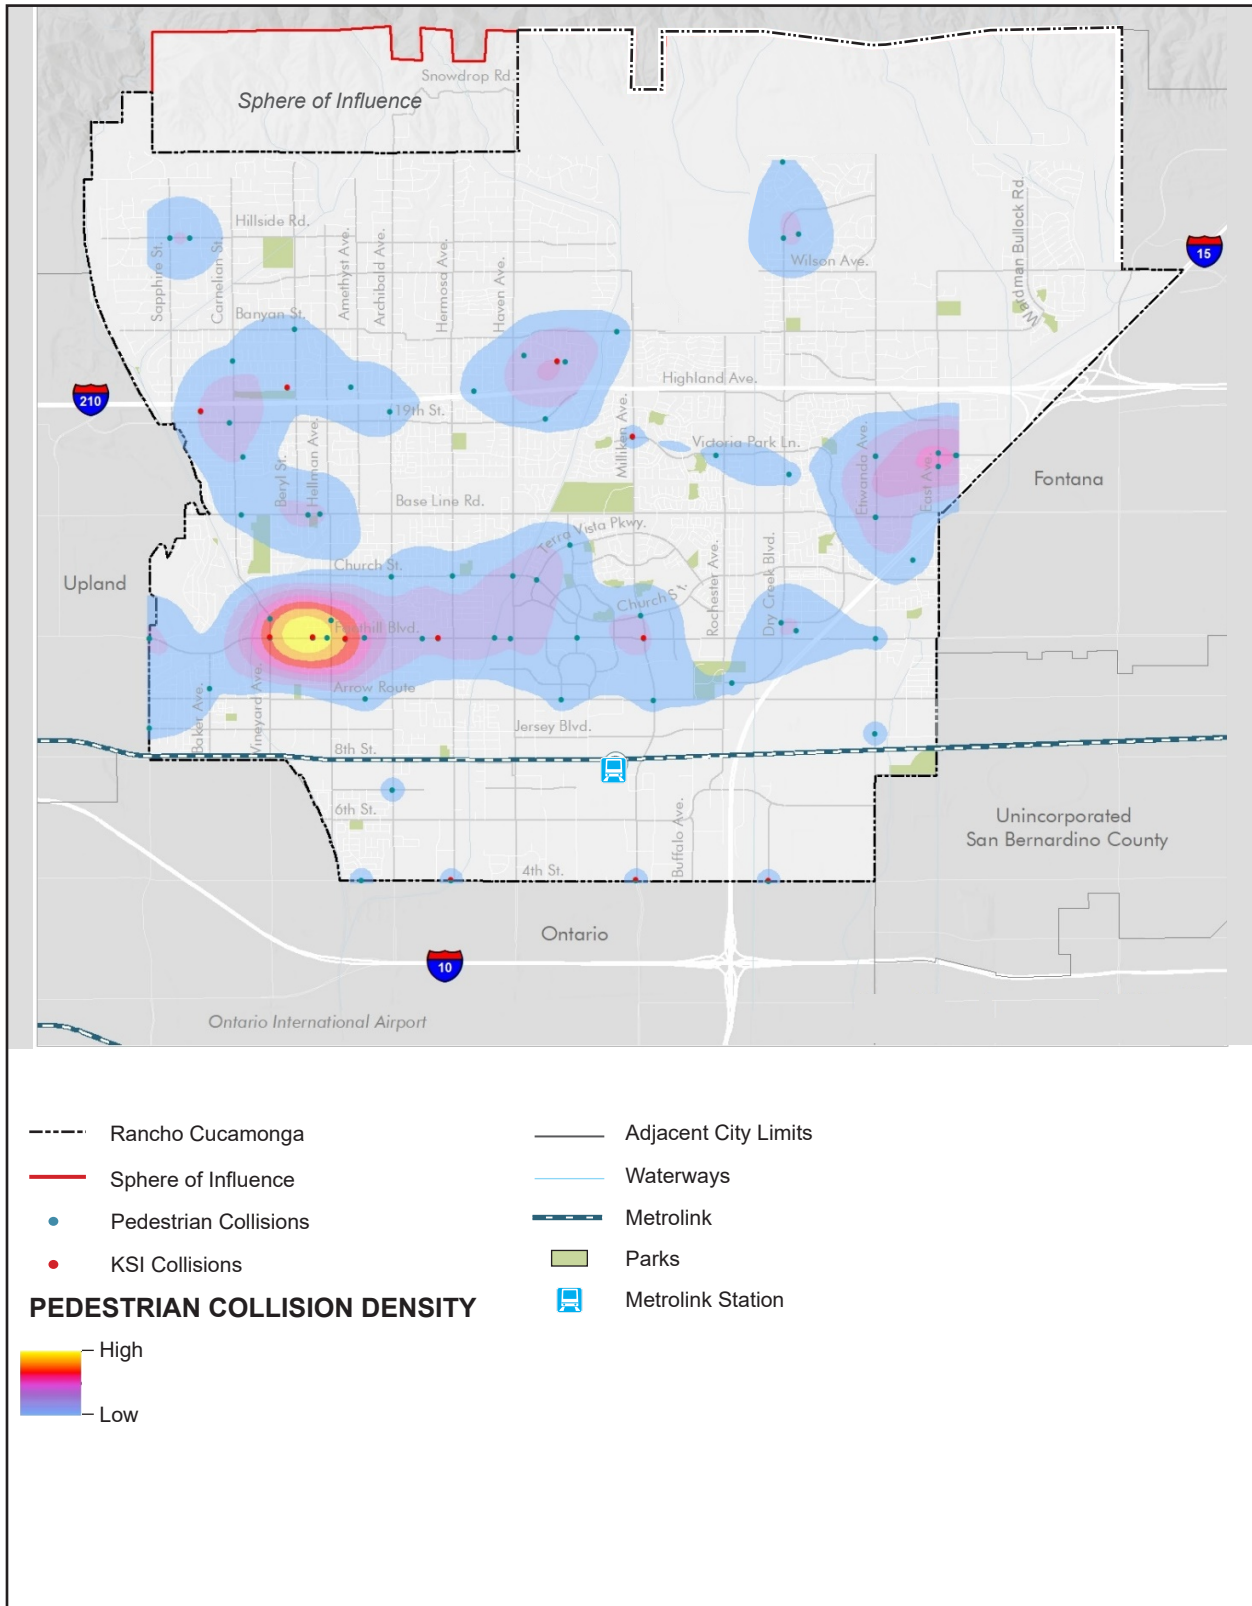 Snowdrop Rd.
Sphere of Influence
Hillside Rd.
Sapphire St.
Carnelian St.
Amethyst Ave.
Archibald Ave.
Hermosa Ave.
Haven Ave.
Wilson Ave.
Wardman Bullock Rd.
15
Banyan St.
Highland Ave.
210
19th St.
Milliken Ave.
Victoria Park Ln.
Beryl St.
Hellman Ave.
Etiwanda Ave.
East Ave.
Fontana
Base Line Rd.
Terra Vista Pkwy.
Church St.
Upland
Church St.
Rochester Ave.
Dry Creek Blvd.
Foothill Blvd.
Arrow Route
Baker Ave.
Vineyard Ave.
Jersey Blvd.
8th St.
6th St.
Buffalo Ave.
Unincorporated
San Bernardino County
4th St.
Ontario
10
Ontario International Airport
Rancho Cucamonga
Sphere of Influence
Pedestrian Collisions
KSI Collisions
Adjacent City Limits
Waterways
Metrolink
Parks
Metrolink Station
PEDESTRIAN COLLISION DENSITY
High
Low